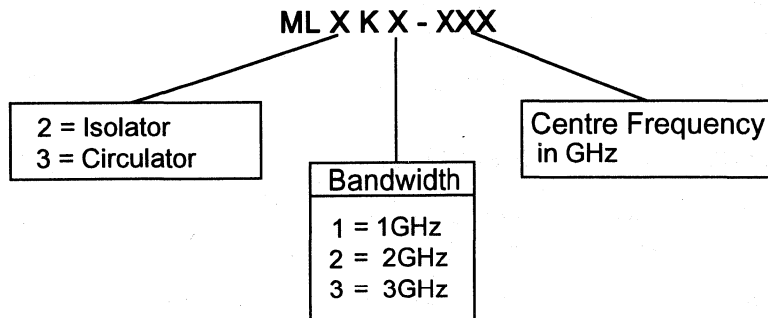 ML X K X - XXX
2 = Isolator
3 = Circulator
Centre Frequency
in GHz
Bandwidth
1 = 1GHz
2 = 2GHz
3 = 3GHz